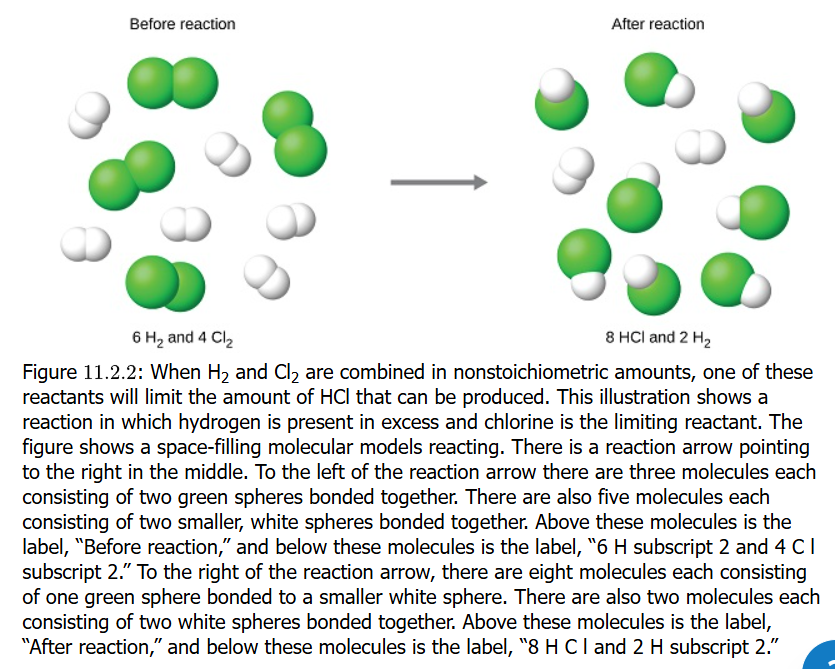 Before reaction
After reaction
6 H₂ and 4 Cl₂
8 HCl and 2 H₂
Figure 11.2.2: When H₂ and Cl₂ are combined in nonstoichiometric amounts, one of these
reactants will limit the amount of HCl that can be produced. This illustration shows a
reaction in which hydrogen is present in excess and chlorine is the limiting reactant. The
figure shows a space-filling molecular models reacting. There is a reaction arrow pointing
to the right in the middle. To the left of the reaction arrow there are three molecules each
consisting of two green spheres bonded together. There are also five molecules each
consisting of two smaller, white spheres bonded together. Above these molecules is the
label, “Before reaction,” and below these molecules is the label, “6 H subscript 2 and 4 C l
subscript 2.” To the right of the reaction arrow, there are eight molecules each consisting
of one green sphere bonded to a smaller white sphere. There are also two molecules each
consisting of two white spheres bonded together. Above these molecules is the label,
“After reaction,” and below these molecules is the label, “8 H C l and 2 H subscript 2.”